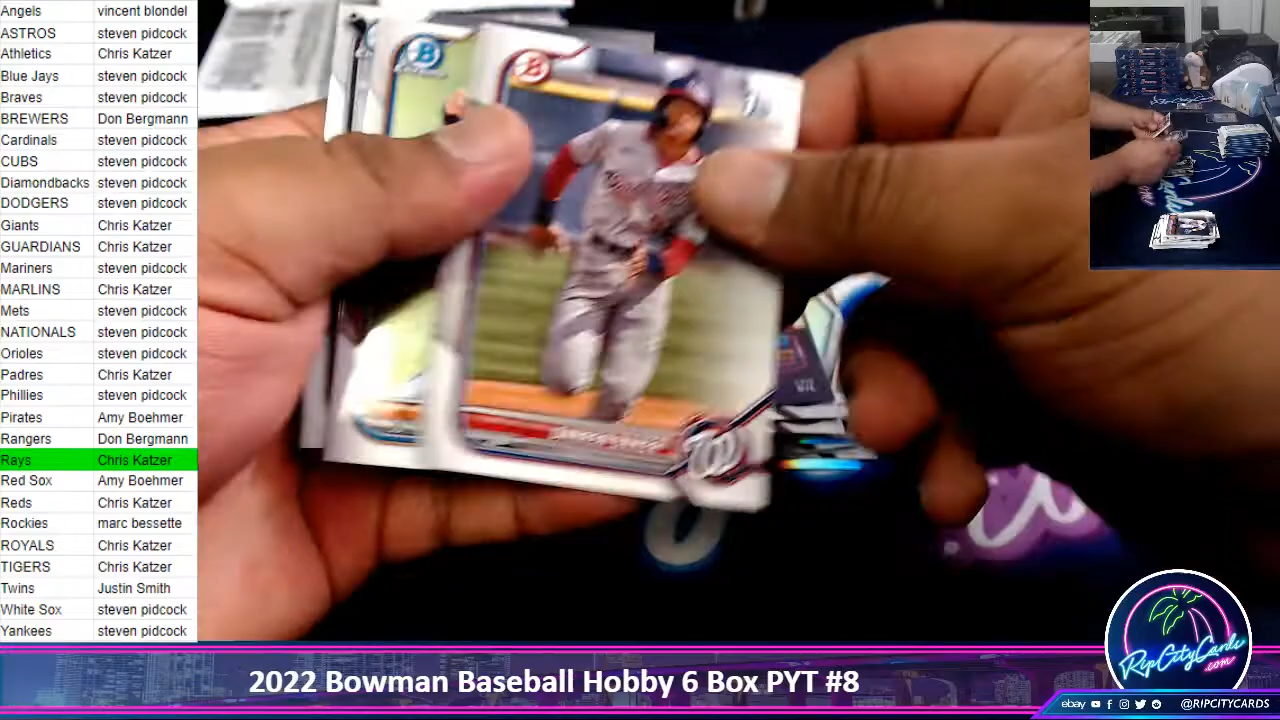 Angels vincent blondel
ASTROS steven pidcock
Athletics Chris Katzer
Blue Jays steven pidcock
Braves steven pidcock
BREWERS Don Bergmann
Cardinals steven pidcock
CUBS steven pidcock
Diamondbacks steven pidcock
DODGERS steven pidcock
Giants Chris Katzer
GUARDIANS Chris Katzer
Mariners steven pidcock
MARLINS Chris Katzer
Mets steven pidcock
NATIONALS steven pidcock
Orioles steven pidcock
Padres Chris Katzer
Phillies steven pidcock
Pirates Amy Boehmer
Rangers Don Bergmann
Rays Chris Katzer
Red Sox Amy Boehmer
Reds Chris Katzer
Rockies marc bessette
ROYALS Chris Katzer
TIGERS Chris Katzer
Twins Justin Smith
White Sox steven pidcock
Yankees steven pidcock
B
B
W
RipCityCards
.com
2022 Bowman Baseball Hobby 6 Box PYT #8
ebay @RIPCITYCARDS